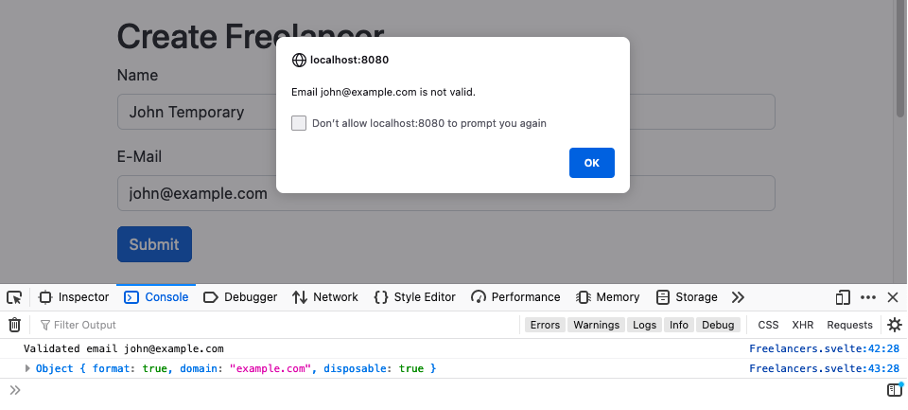 Create Freelancer
localhost:8080
Email john@example.com is not valid.
Don't allow localhost:8080 to prompt you again
OK
Name
John Temporary
E-Mail
john@example.com
Submit
Inspector Console Debugger Network Style Editor Performance Memory Storage
Filter Output Errors Warnings Logs Info Debug CSS XHR Requests
Validated email john@example.com Freelancers.svelte:42:28
Object { format: true, domain: "example.com", disposable: true } Freelancers.svelte:43:28